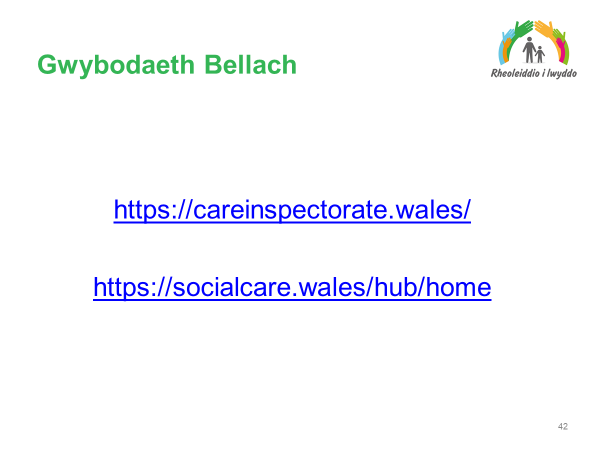 Gwybodaeth Bellach
Rheoleiddio i lwyddo
https://careinspectorate.wales/
https://socialcare.wales/hub/home
42